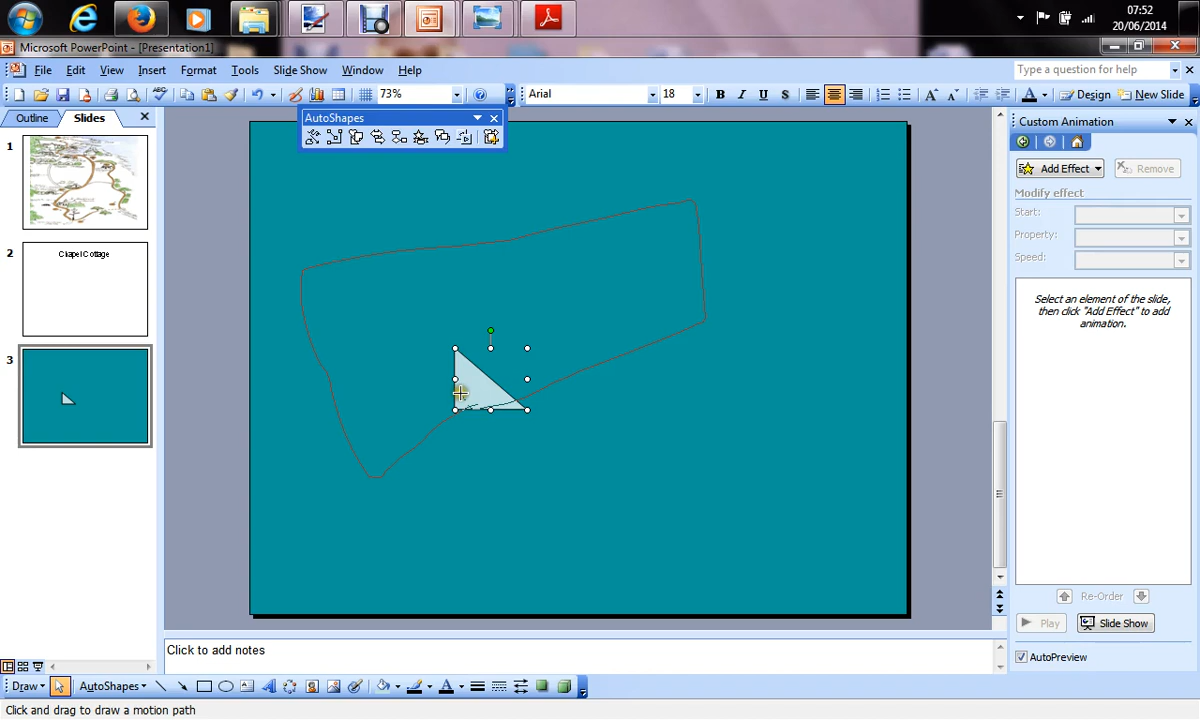 07:52
20/06/2014
Microsoft PowerPoint - [Presentation1]
File Edit View Insert Format Tools Slide Show Window Help
Type a question for help
73%
Arial
18
B I U S
A A
A
Design
New Slide
Outline
Slides
AutoShapes
Custom Animation
1
2
Chapel Cottage
3
Add Effect
Remove
Modify effect
Start:
Property:
Speed:
Select an element of the slide,
then click "Add Effect" to add
animation.
Re-Order
Play
Slide Show
AutoPreview
Click to add notes
Draw
AutoShapes
A
Click and drag to draw a motion path